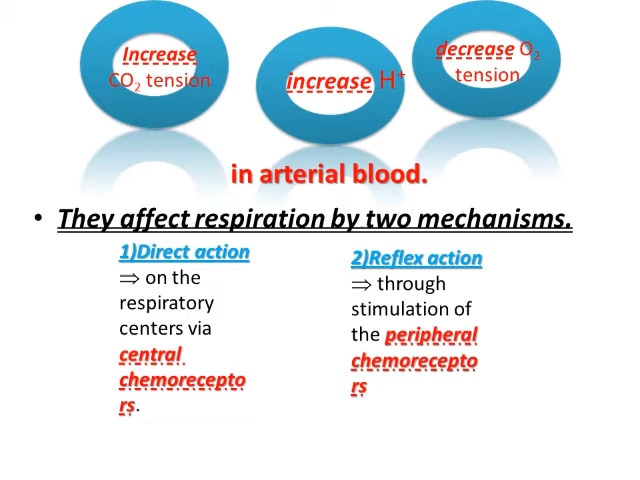 Increase
CO2 tension
increase H+
decrease O2
tension
in arterial blood.
• They affect respiration by two mechanisms.
1)Direct action
⇒ on the
respiratory
centers via
central
chemorecepto
rs.
2)Reflex action
⇒ through
stimulation of
the peripheral
chemorecepto
rs